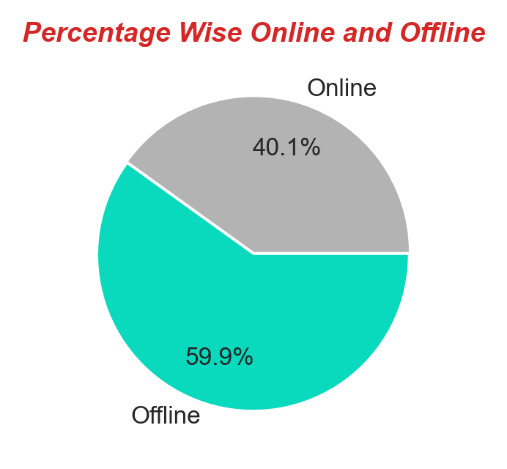 Percentage Wise Online and Offline
Online
40.1%
59.9%
Offline